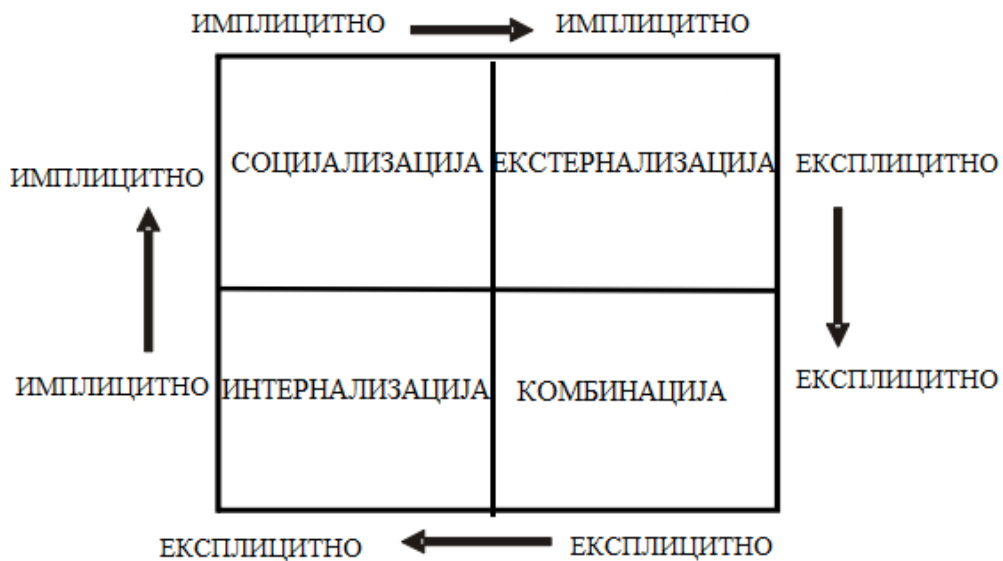 ИМПЛИЦИТНО ИМПЛИЦИТНО
СОЦИЈАЛИЗАЦИЈА ЕКСТЕРНАЛИЗАЦИЈА
ИМПЛИЦИТНО ЕКСПЛИЦИТНО
ИМПЛИЦИТНО ИНТЕРНАЛИЗАЦИЈА КОМБИНАЦИЈА ЕКСПЛИЦИТНО
ЕКСПЛИЦИТНО ЕКСПЛИЦИТНО